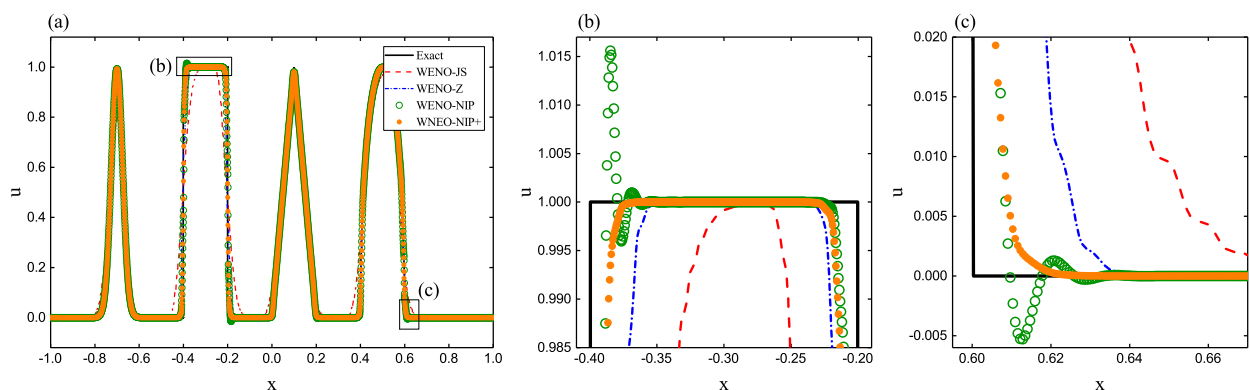 (a)
(b)
(c)
Exact
WENO-JS
WENO-Z
WENO-NIP
WNEO-NIP+
(b)
(c)
u
1.0
0.8
0.6
0.4
0.2
0.0
-1.0 -0.8 -0.6 -0.4 -0.2 0.0 0.2 0.4 0.6 0.8 1.0
x
u
1.015
1.010
1.005
1.000
0.995
0.990
0.985
-0.40 -0.35 -0.30 -0.25 -0.20
x
u
0.020
0.015
0.010
0.005
0.000
-0.005
0.60 0.62 0.64 0.66
x